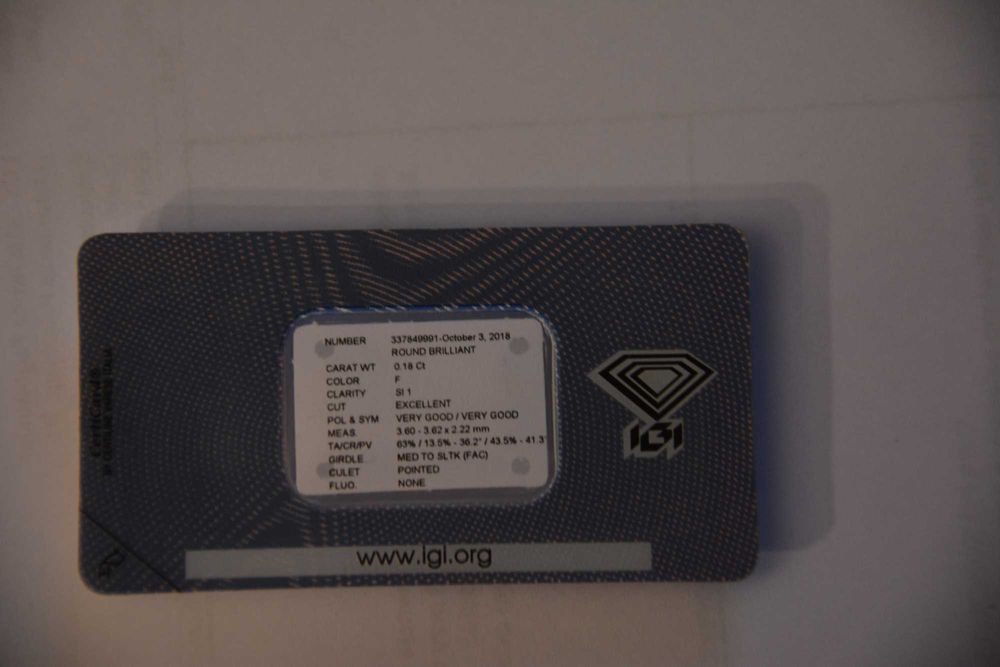 NUMBER 337849991-October 3, 2018
ROUND BRILLIANT
CARAT WT 0.18 Ct
COLOR F
CLARITY SI 1
CUT EXCELLENT
POL & SYM VERY GOOD / VERY GOOD
MEAS. 3.60 - 3.62 x 2.22 mm
TA/CR/PV 63% / 13.5% - 36.2° / 43.5% - 41.3°
GIRDLE MED TO SLTK (FAC)
CULET POINTED
FLUO. NONE
IGI
www.igi.org